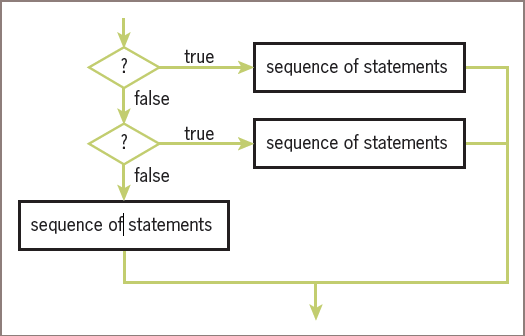 ?
true
sequence of statements
false
?
true
sequence of statements
false
sequence of statements